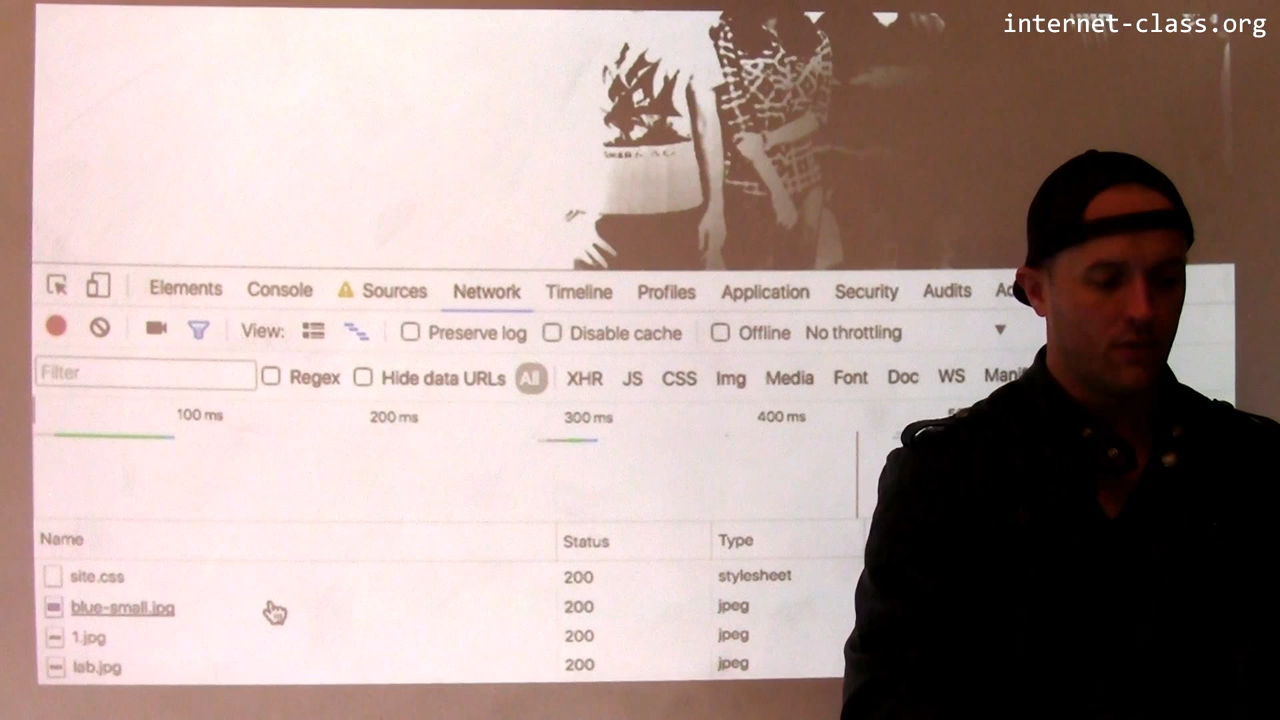 internet-class.org
Elements Console Sources Network Timeline Profiles Application Security Audits
View: Preserve log Disable cache Offline No throttling
Filter Regex Hide data URLs All XHR JS CSS Img Media Font Doc WS
100 ms 200 ms 300 ms 400 ms
Name Status Type
site.css 200 stylesheet
blue-small.jpg 200 jpeg
1.jpg 200 jpeg
lab.jpg 200 jpeg